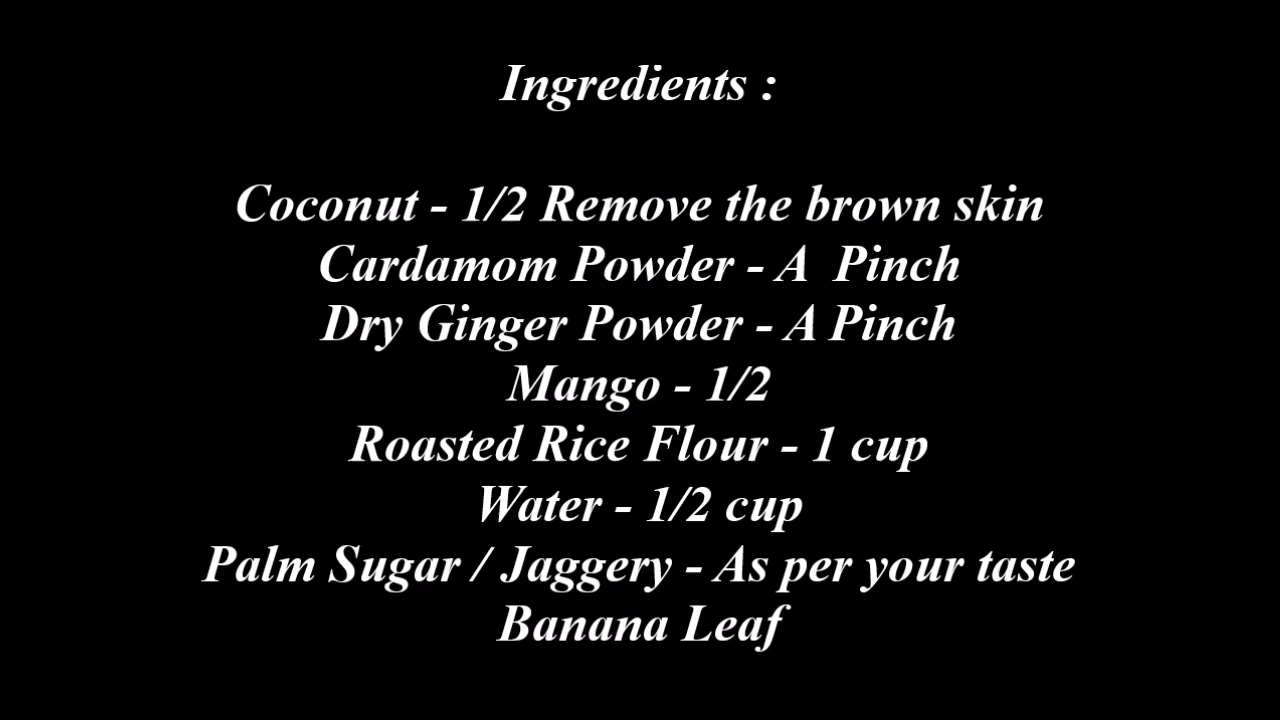 Ingredients :
Coconut - 1/2 Remove the brown skin
Cardamom Powder - A  Pinch
Dry Ginger Powder - A Pinch
Mango - 1/2
Roasted Rice Flour - 1 cup
Water - 1/2 cup
Palm Sugar / Jaggery - As per your taste
Banana Leaf